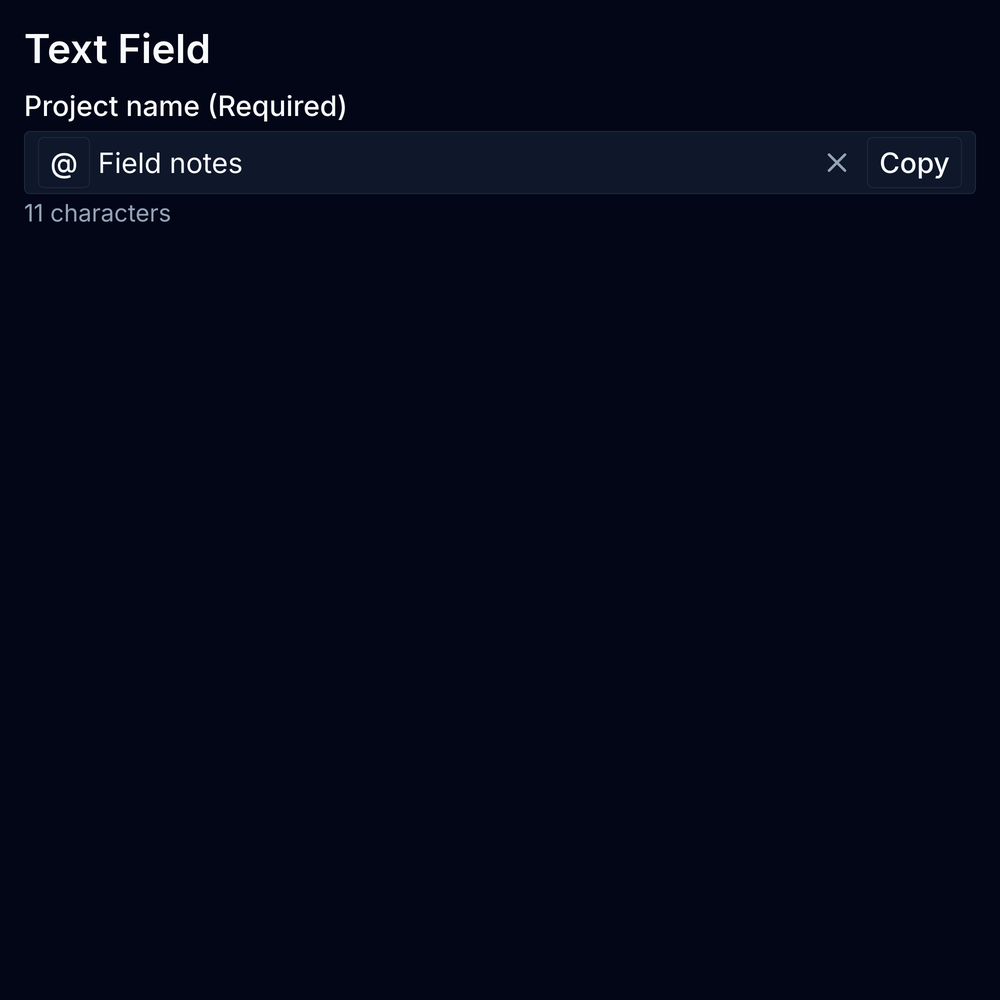 Text Field
Project name (Required)
@ Field notes Copy
11 characters